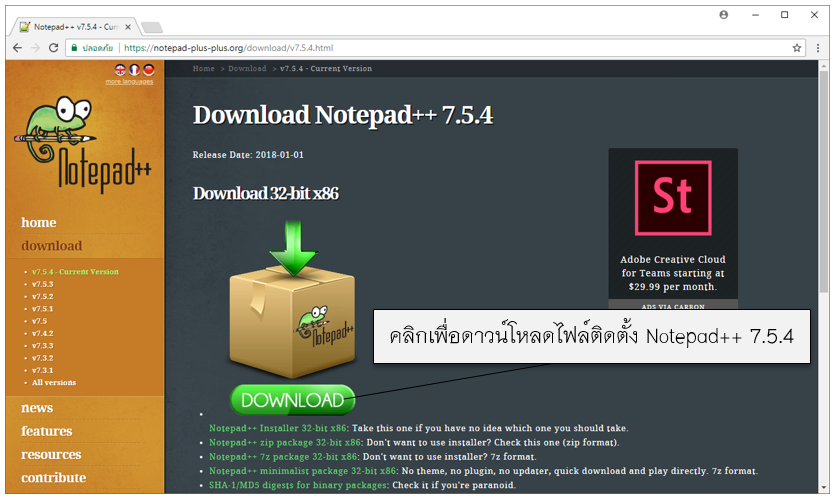 Notepad++ v7.5.4 - Curr
ปลอดภัย
https://notepad-plus-plus.org/download/v7.5.4.html
more languages
Notepad++
home
download
v7.5.4 - Current Version
v7.5.3
v7.5.2
v7.5.1
v7.5
v7.4.2
v7.3.3
v7.3.2
v7.3.1
All versions
news
features
resources
contribute
Home > Download > v7.5.4 - Current Version
Download Notepad++ 7.5.4
Release Date: 2018-01-01
Download 32-bit x86
Notepad++
DOWNLOAD
St
Adobe Creative Cloud
for Teams starting at
$29.99 per month.
ADS VIA CARBON
คลิกเพื่อดาวน์โหลดไฟล์ติดตั้ง Notepad++ 7.5.4
Notepad++ Installer 32-bit x86: Take this one if you have no idea which one you should take.
Notepad++ zip package 32-bit x86: Don't want to use installer? Check this one (zip format).
Notepad++ 7z package 32-bit x86: Don't want to use installer? 7z format.
Notepad++ minimalist package 32-bit x86: No theme, no plugin, no updater, quick download and play directly. 7z format.
SHA-1/MD5 digests for binary packages: Check it if you're paranoid.